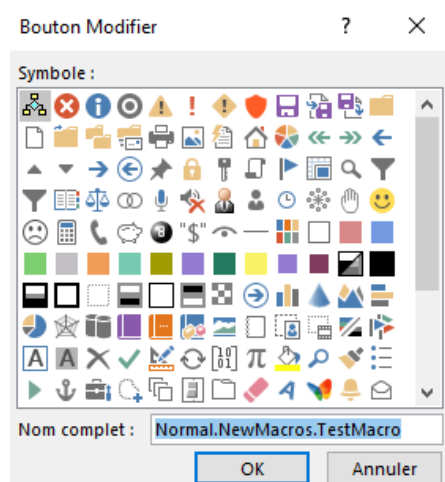 Bouton Modifier ?
Symbole :
"$"
A A π
A
Nom complet : Normal.NewMacros.TestMacro
OK Annuler